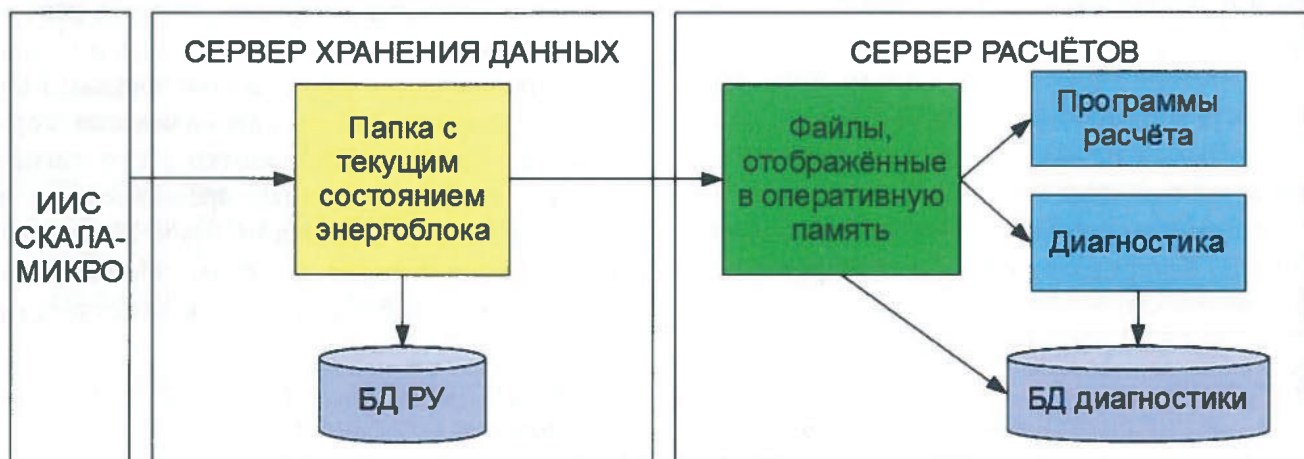 ИИС
СКАЛА-
МИКРО
СЕРВЕР ХРАНЕНИЯ ДАННЫХ
Папка с
текущим
состоянием
энергоблока
БД РУ
СЕРВЕР РАСЧЁТОВ
Файлы,
отображённые
в оперативную
память
Программы
расчёта
Диагностика
БД диагностики